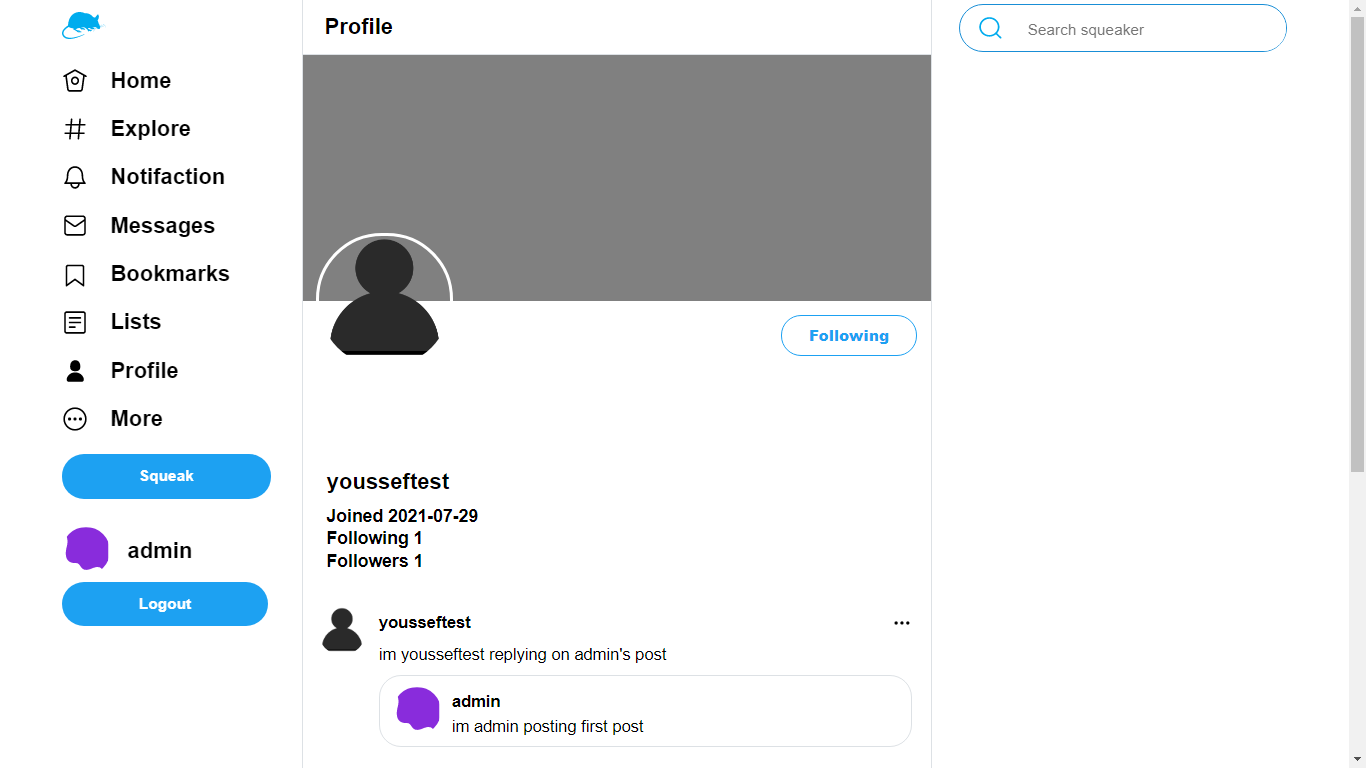 Home
Explore
Notifaction
Messages
Bookmarks
Lists
Profile
More
Squeak
admin
Logout
Profile
Following
yousseftest
Joined 2021-07-29
Following 1
Followers 1
yousseftest
im yousseftest replying on admin's post
admin
im admin posting first post
Search squeaker